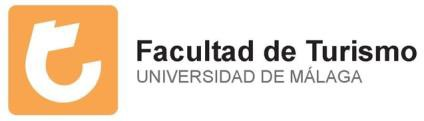 Facultad de Turismo
UNIVERSIDAD DE MÁLAGA